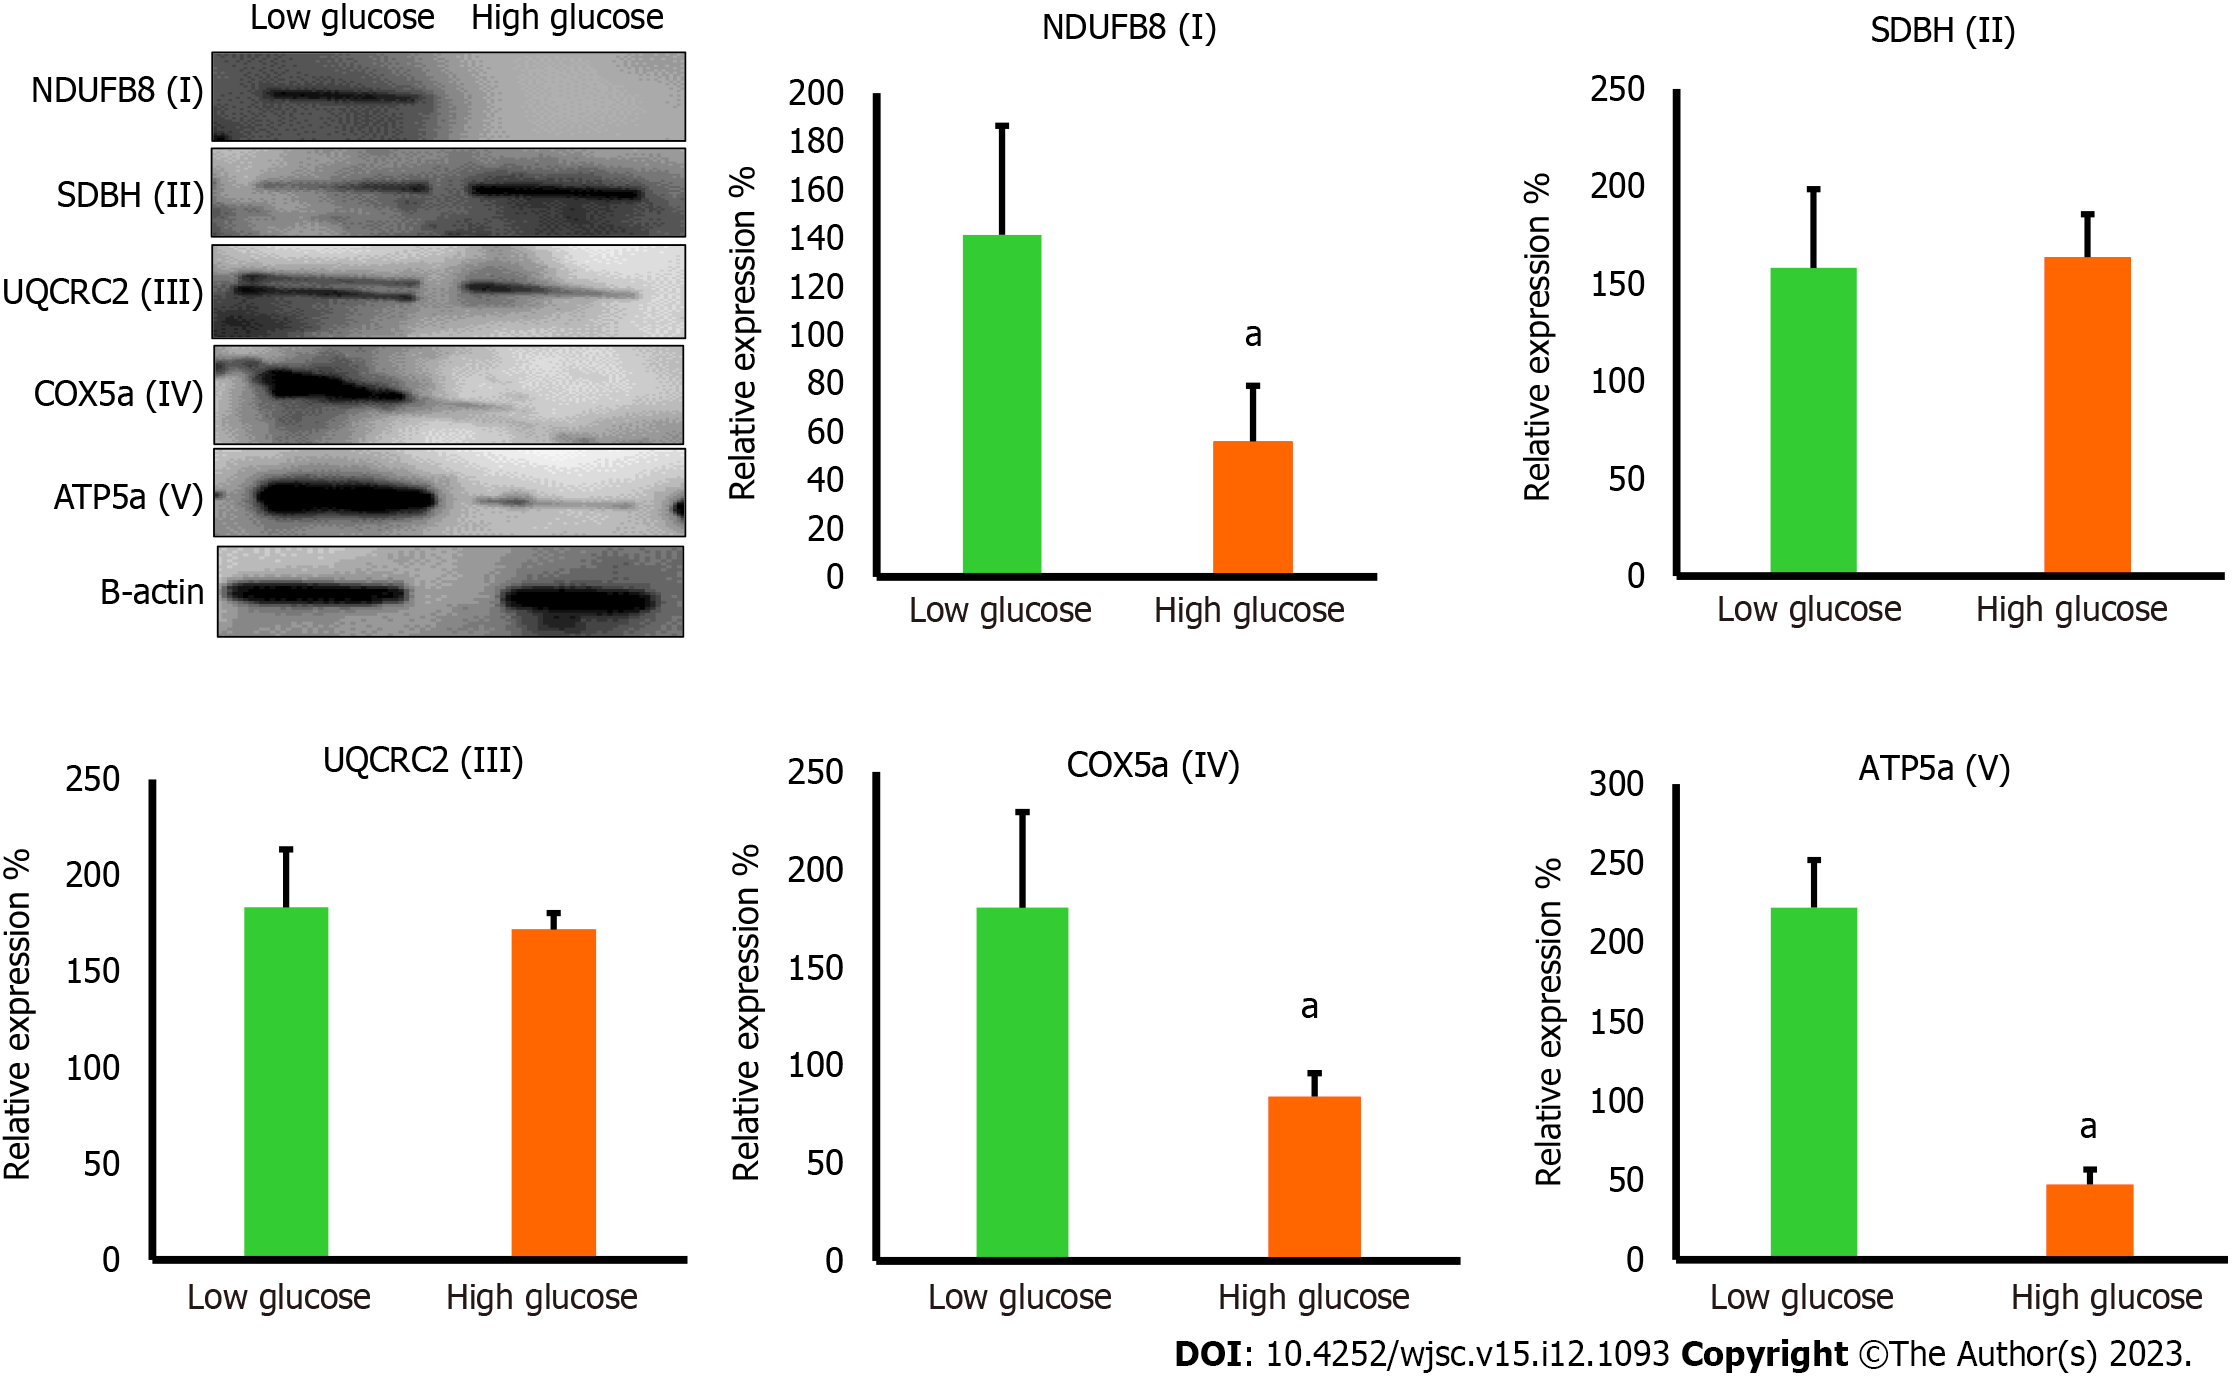 Low glucose High glucose
NDUFB8 (I)
SDBH (II)
UQCRC2 (III)
COX5a (IV)
ATP5a (V)
B-actin
NDUFB8 (I)
Relative expression %
200
180
160
140
120
100
80
60
40
20
0
a
Low glucose High glucose
SDBH (II)
Relative expression %
250
200
150
100
50
0
Low glucose High glucose
UQCRC2 (III)
Relative expression %
250
200
150
100
50
0
Low glucose High glucose
COX5a (IV)
Relative expression %
250
200
150
100
50
0
a
Low glucose High glucose
ATP5a (V)
Relative expression %
300
250
200
150
100
50
0
a
Low glucose High glucose
DOI: 10.4252/wjsc.v15.i12.1093 Copyright ©The Author(s) 2023.